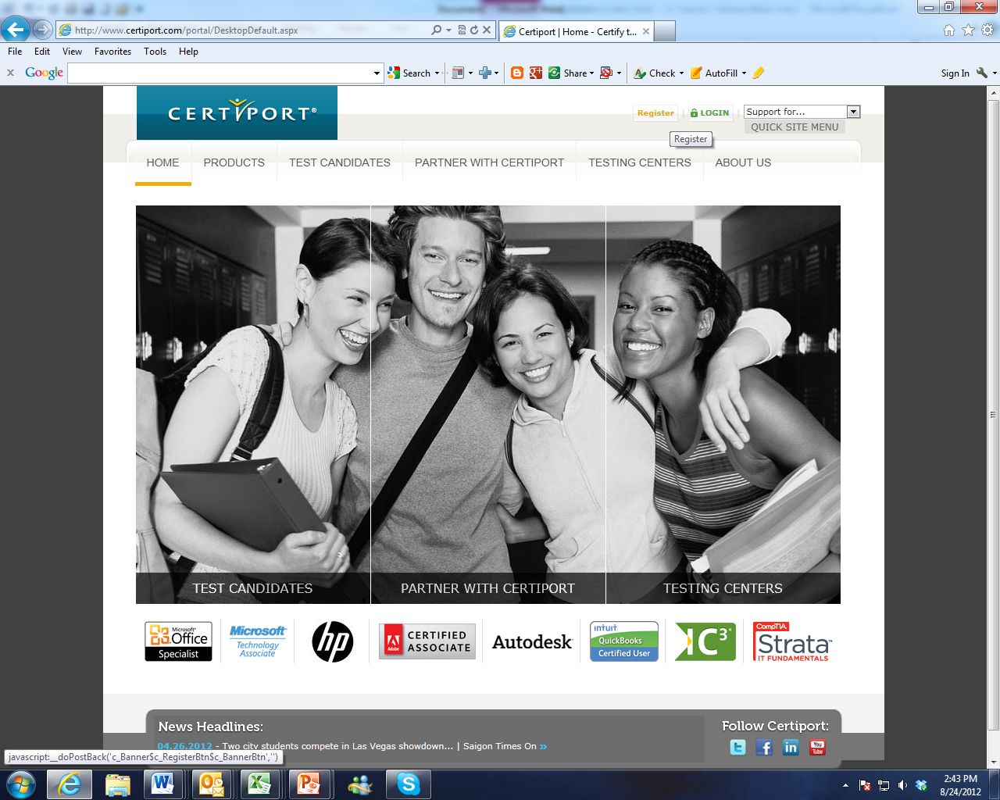 http://www.certiport.com/portal/DesktopDefault.aspx
Certiport | Home - Certify t...
File Edit View Favorites Tools Help
x Google Search Share Check AutoFill Sign In
CERTIPORT®
Register | LOGIN | Support for...
QUICK SITE MENU
Register
HOME PRODUCTS TEST CANDIDATES PARTNER WITH CERTIPORT TESTING CENTERS ABOUT US
TEST CANDIDATES PARTNER WITH CERTIPORT TESTING CENTERS
Microsoft Office Specialist
Microsoft Technology Associate
hp
Adobe CERTIFIED ASSOCIATE
Autodesk
intuit QuickBooks Certified User
IC3
CompTIA Strata IT FUNDAMENTALS
News Headlines:
04.26.2012 - Two city students compete in Las Vegas showdown... | Saigon Times On »
Follow Certiport:
You Tube
javascript:__doPostBack('c_Banner$c_RegisterBtn$c_BannerBtn','')
2:43 PM
8/24/2012